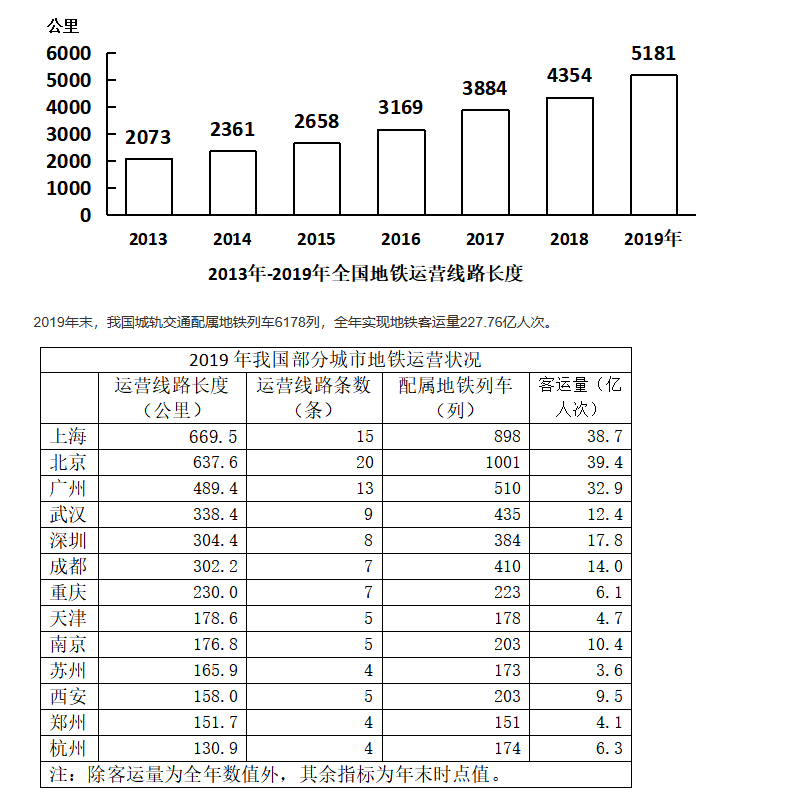 公里
6000
5000
4000
3000
2000
1000
0
2073
2361
2658
3169
3884
4354
5181
2013 2014 2015 2016 2017 2018 2019年
2013年-2019年全国地铁运营线路长度
2019年末，我国城轨交通配属地铁列车6178列，全年实现地铁客运量227.76亿人次。
2019年我国部分城市地铁运营状况
运营线路长度（公里） 运营线路条数（条） 配属地铁列车（列） 客运量（亿人次）
上海 669.5 15 898 38.7
北京 637.6 20 1001 39.4
广州 489.4 13 510 32.9
武汉 338.4 9 435 12.4
深圳 304.4 8 384 17.8
成都 302.2 7 410 14.0
重庆 230.0 7 223 6.1
天津 178.6 5 178 4.7
南京 176.8 5 203 10.4
苏州 165.9 4 173 3.6
西安 158.0 5 203 9.5
郑州 151.7 4 151 4.1
杭州 130.9 4 174 6.3
注：除客运量为全年数值外，其余指标为年末时点值。